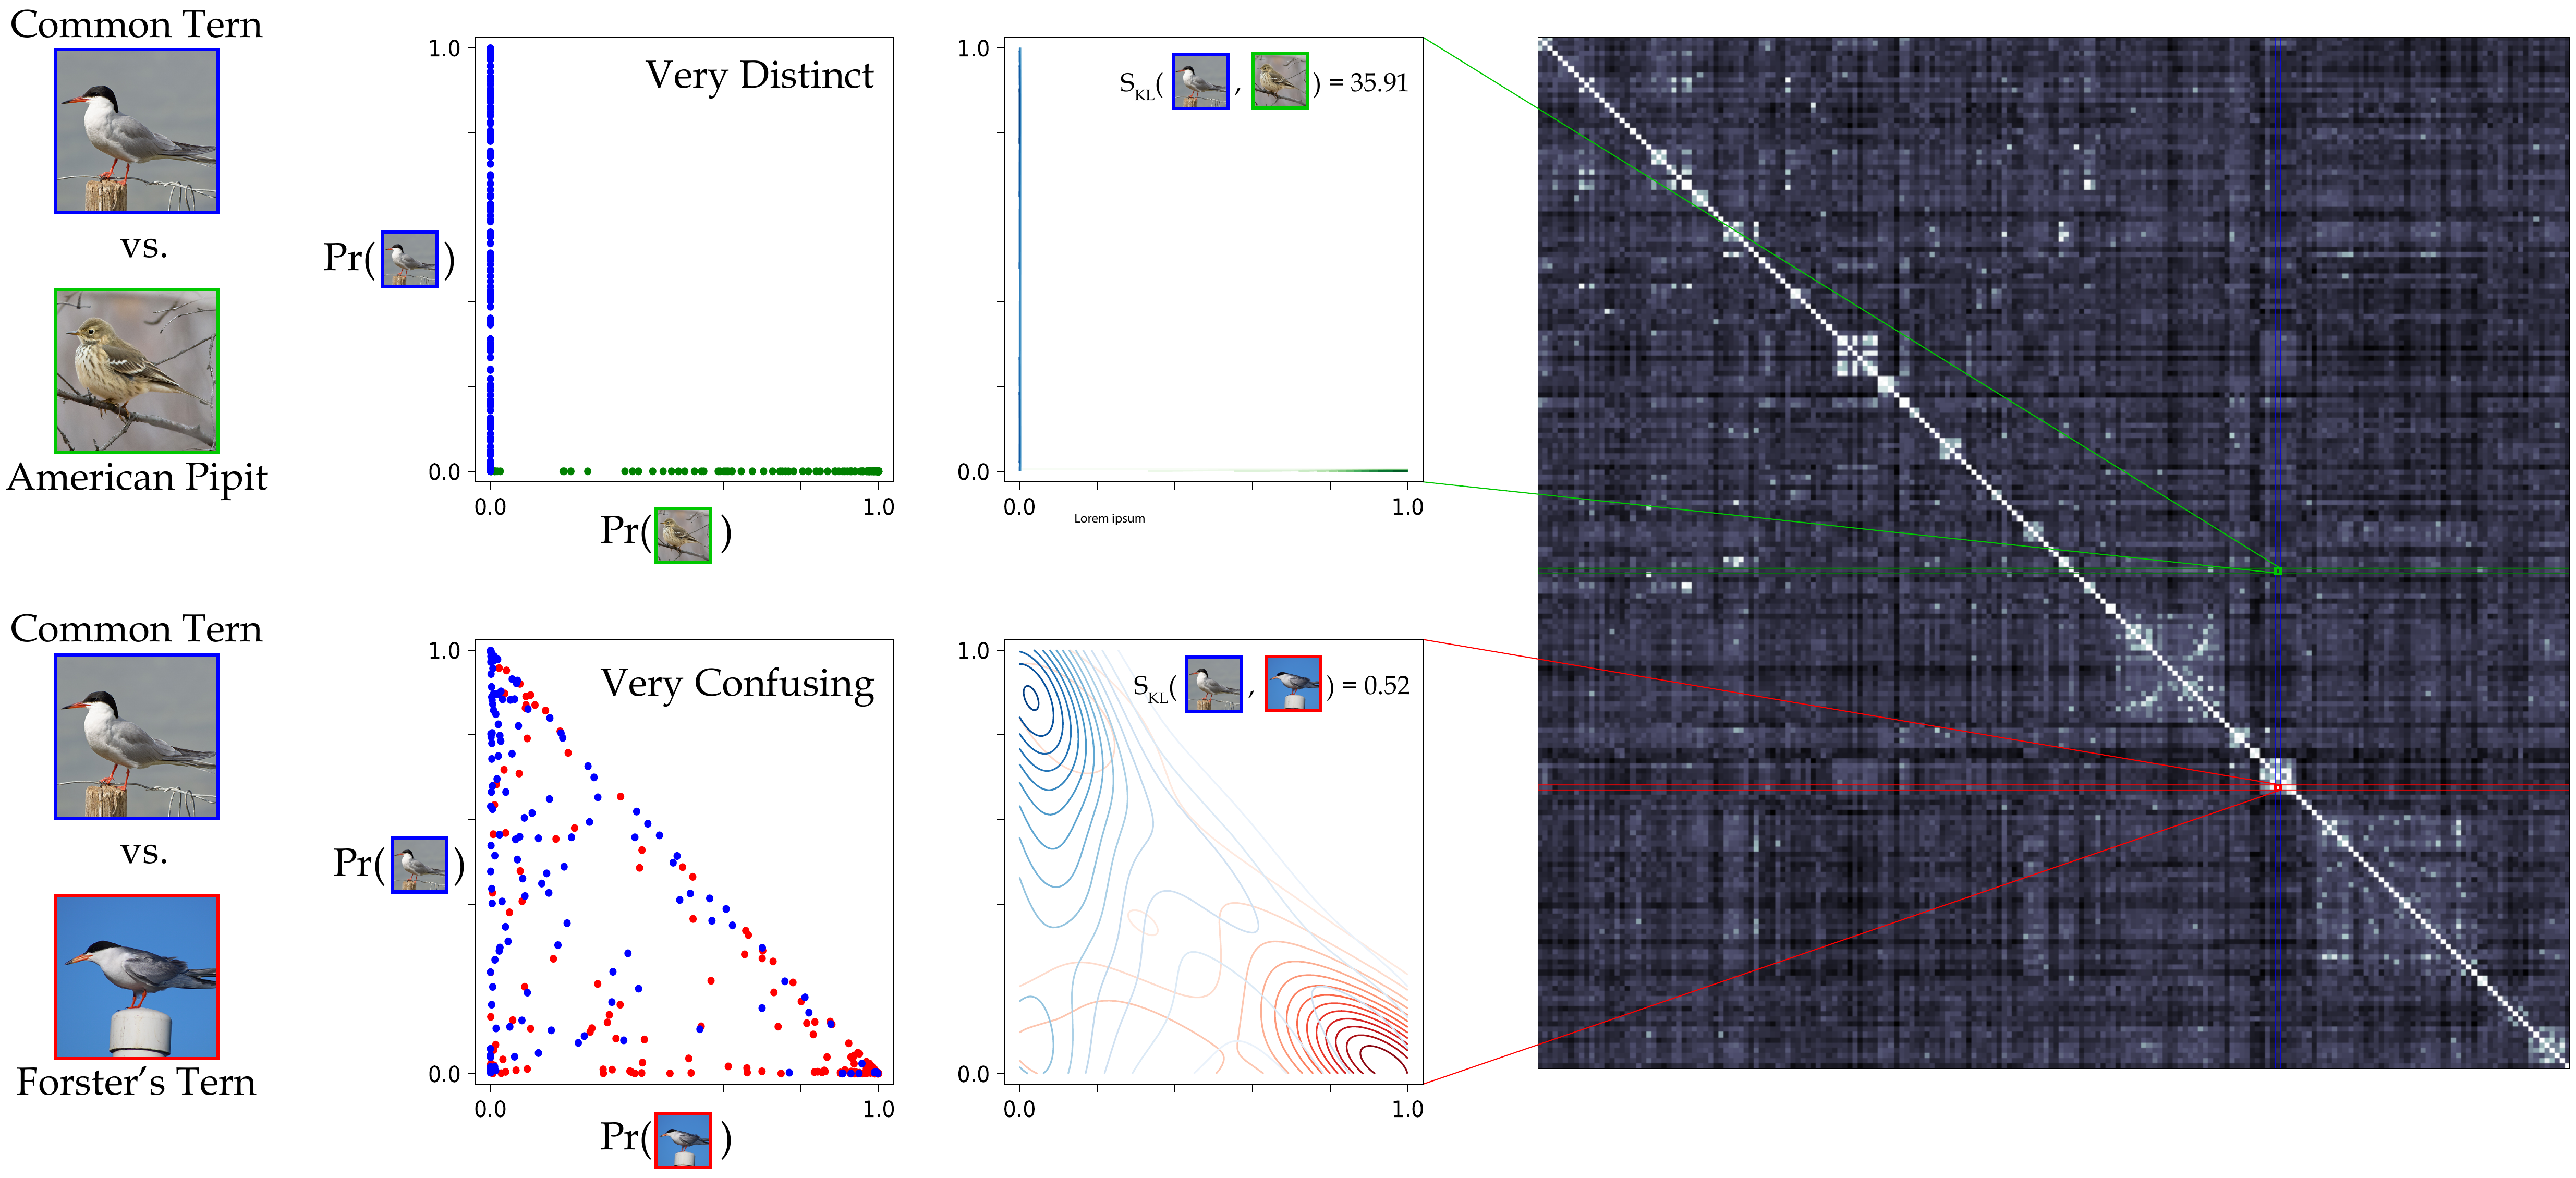 Common Tern
vs.
American Pipit
1.0
Very Distinct
Pr( )
0.0
0.0
1.0
Pr( )
1.0
S_KL( , ) = 35.91
0.0
0.0
1.0
Lorem ipsum
Common Tern
vs.
Forster's Tern
1.0
Very Confusing
Pr( )
0.0
0.0
1.0
Pr( )
1.0
S_KL( , ) = 0.52
0.0
0.0
1.0